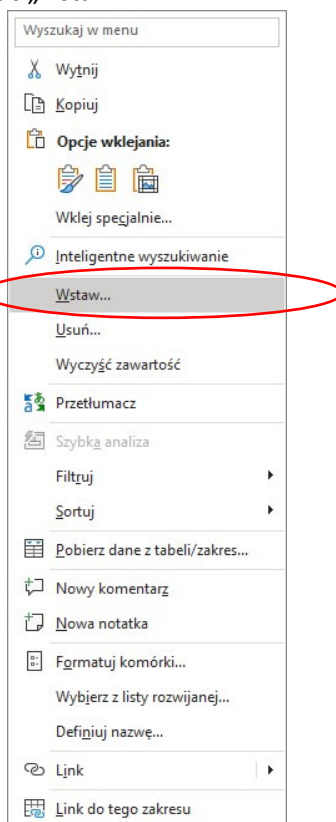 Wyszukaj w menu
Wytnij
Kopiuj
Opcje wklejania:
Wklej specjalnie...
Inteligentne wyszukiwanie
Wstaw...
Usuń...
Wyczyść zawartość
Przetłumacz
Szybka analiza
Filtruj
Sortuj
Pobierz dane z tabeli/zakres...
Nowy komentarz
Nowa notatka
Formatuj komórki...
Wybierz z listy rozwijanej...
Definiuj nazwę...
Link
Link do tego zakresu